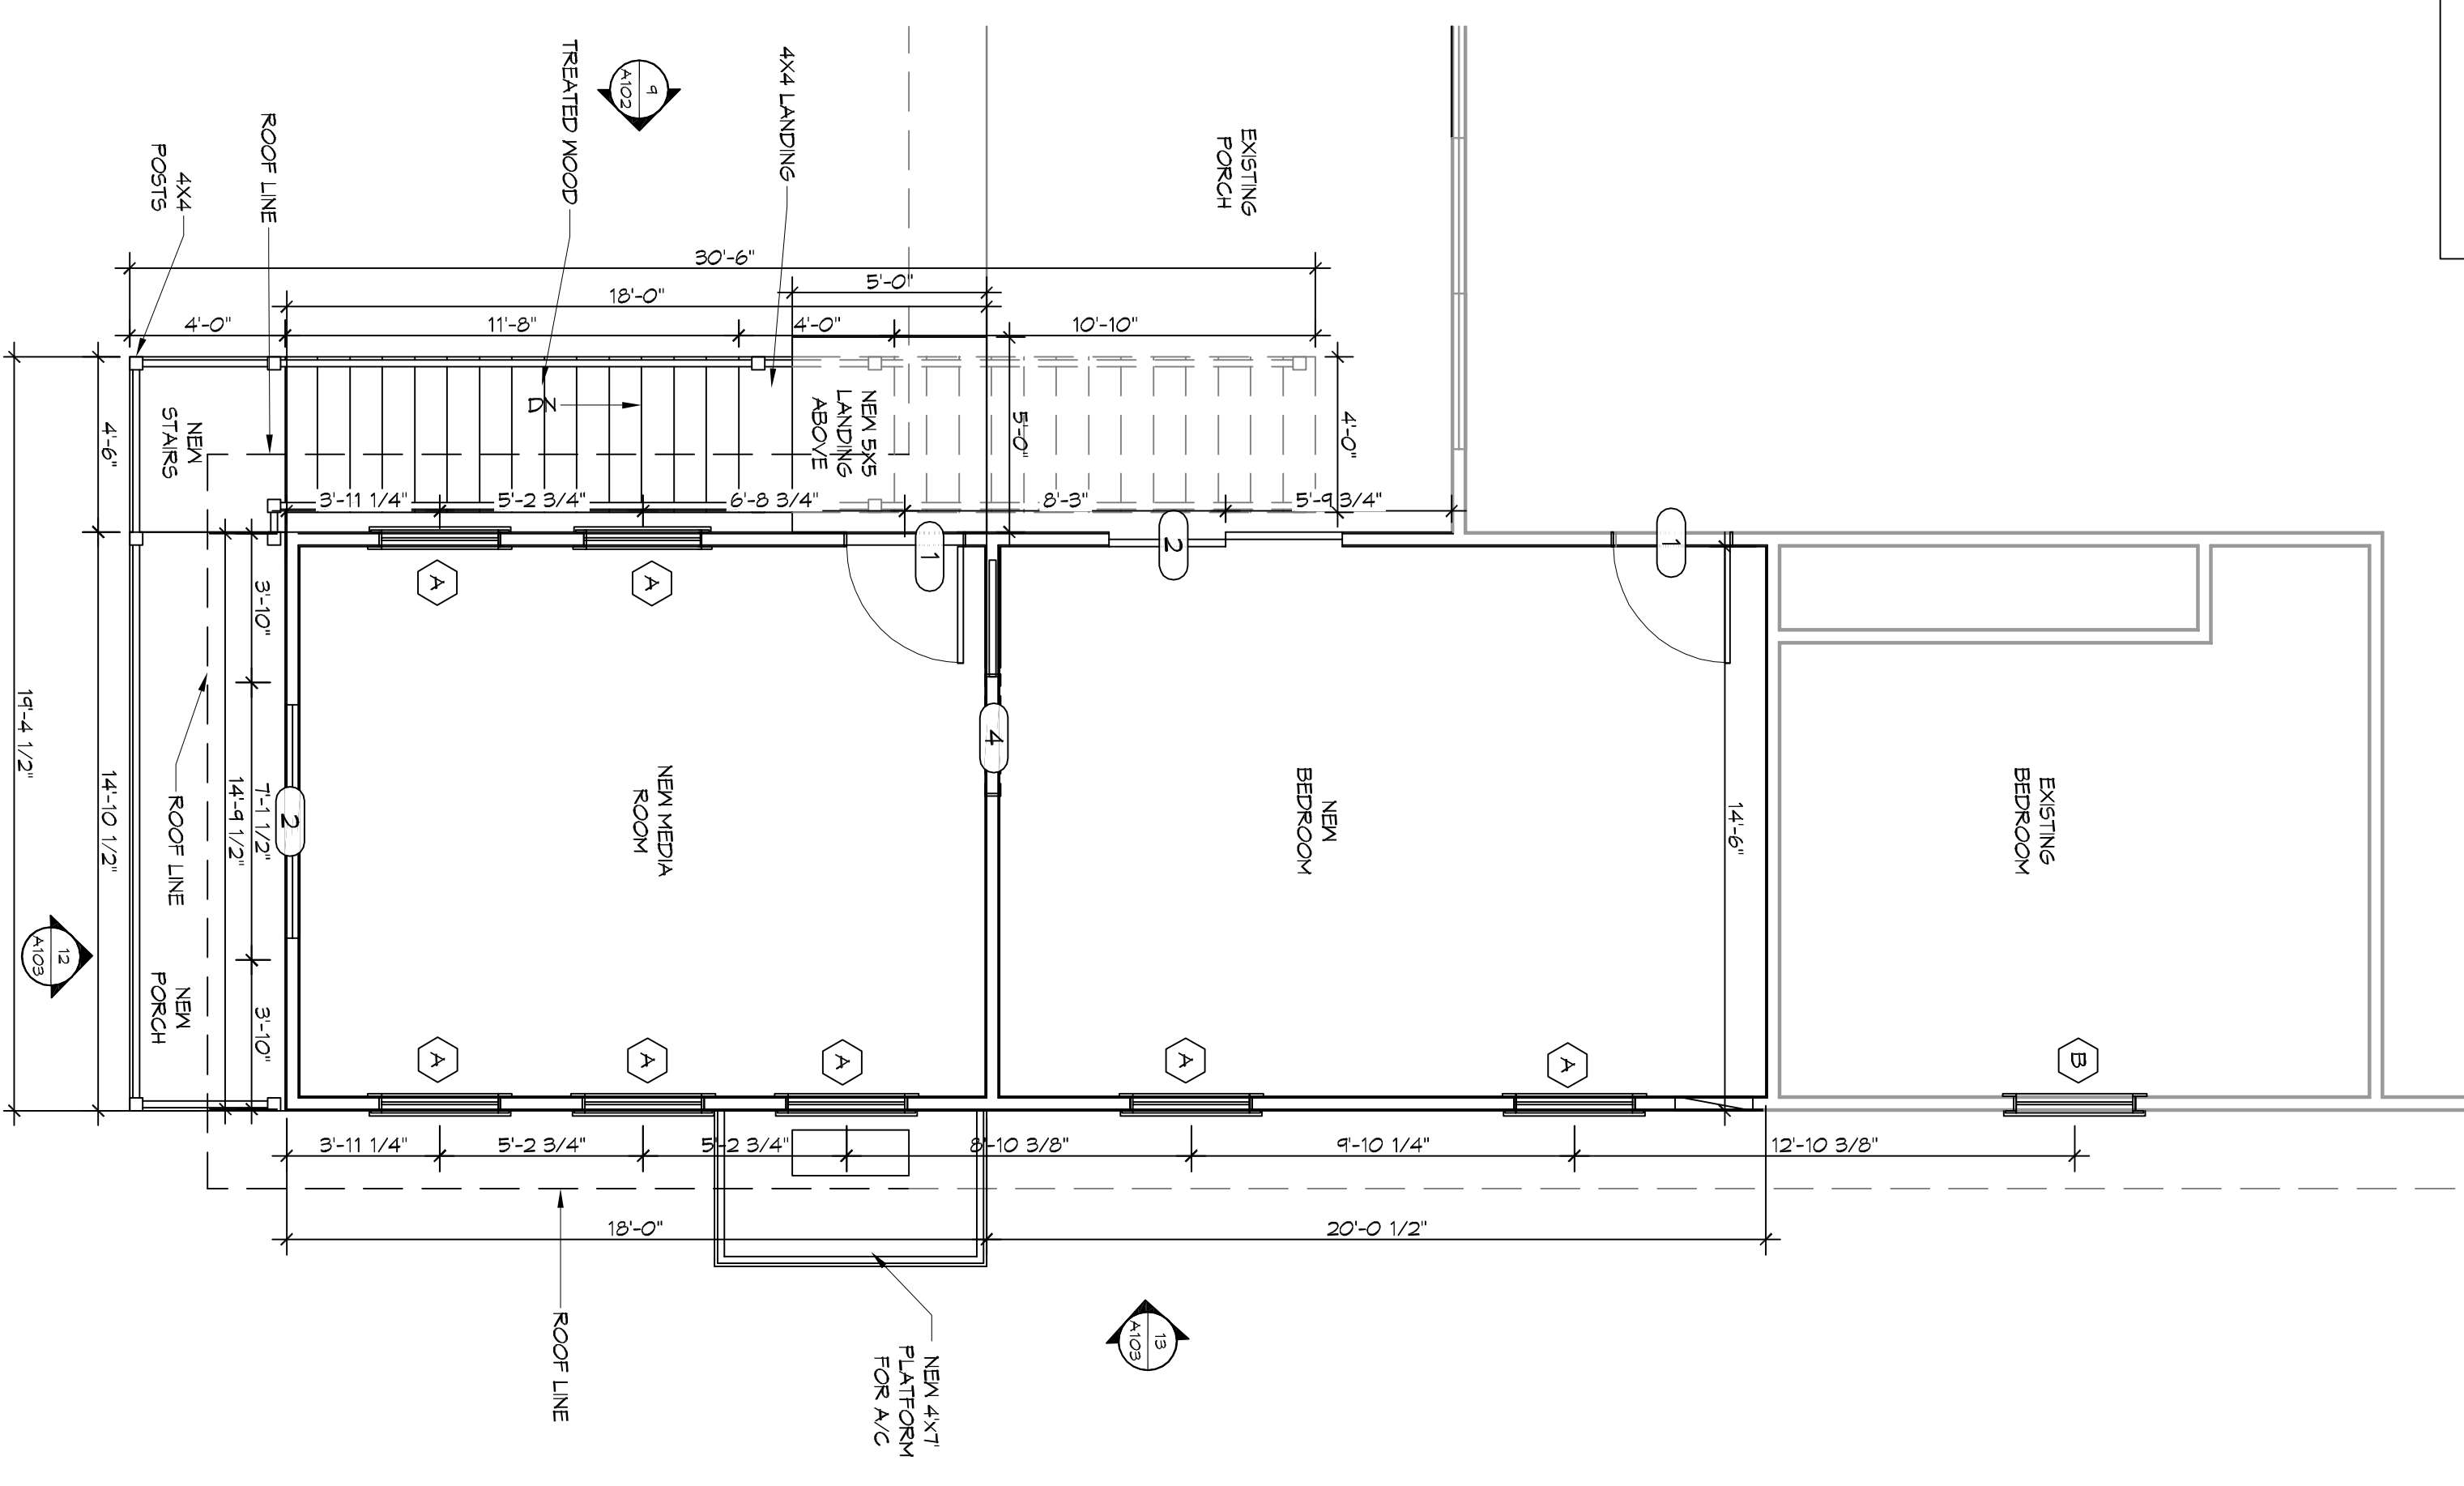 TREATED WOOD
9
A102
4X4 LANDING
ROOF LINE
4X4
POSTS
EXISTING
PORCH
30'-6"
5'-0"
18'-0"
4'-0"
11'-8"
4'-0"
10'-10"
NEW
STAIRS
4'-6"
DN
NEW 5X5
LANDING
ABOVE
5'-0"
4'-0"
3'-11 1/4"
5'-2 3/4"
6'-8 3/4"
8'-3"
5'-9 3/4"
1
2
1
A
A
3'-10"
19'-4 1/2"
14'-10 1/2"
14'-9 1/2"
7'-1 1/2"
2
ROOF LINE
4
NEW MEDIA
ROOM
NEW
BEDROOM
14'-6"
EXISTING
BEDROOM
12
A103
NEW
PORCH
3'-10"
A
A
A
A
A
B
3'-11 1/4"
5'-2 3/4"
5'-2 3/4"
8'-10 3/8"
9'-10 1/4"
12'-10 3/8"
18'-0"
20'-0 1/2"
ROOF LINE
NEW 4'x7'
PLATFORM
FOR A/C
13
A103